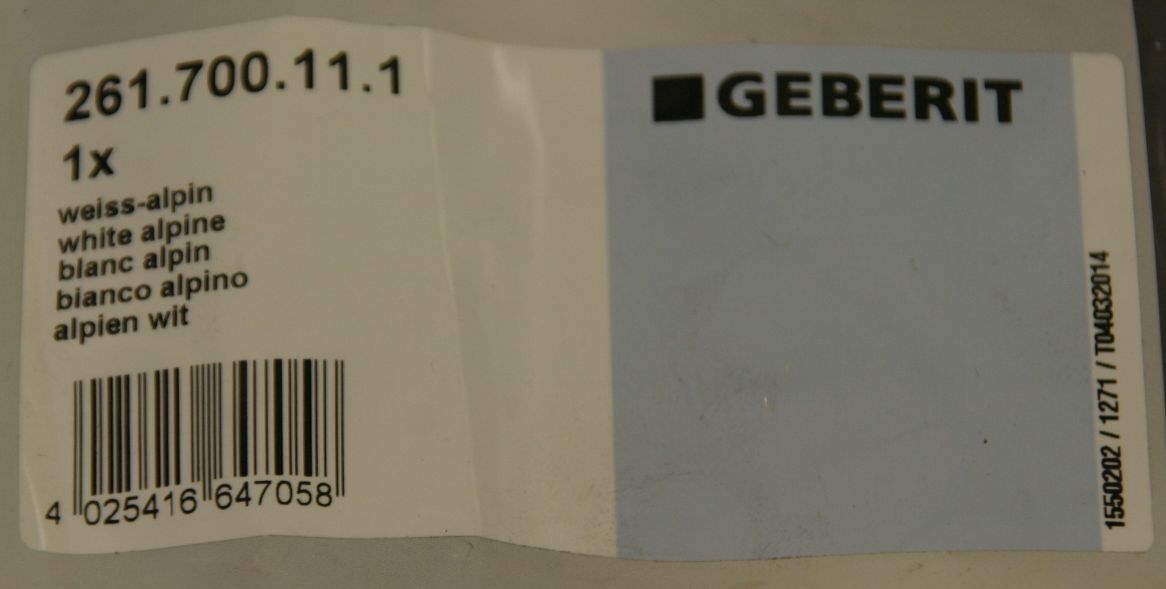 261.700.11.1
1x
weiss-alpin
white alpine
blanc alpin
bianco alpino
alpien wit
4 025416 647058
GEBERIT
1550202 / 1271 / T04032014